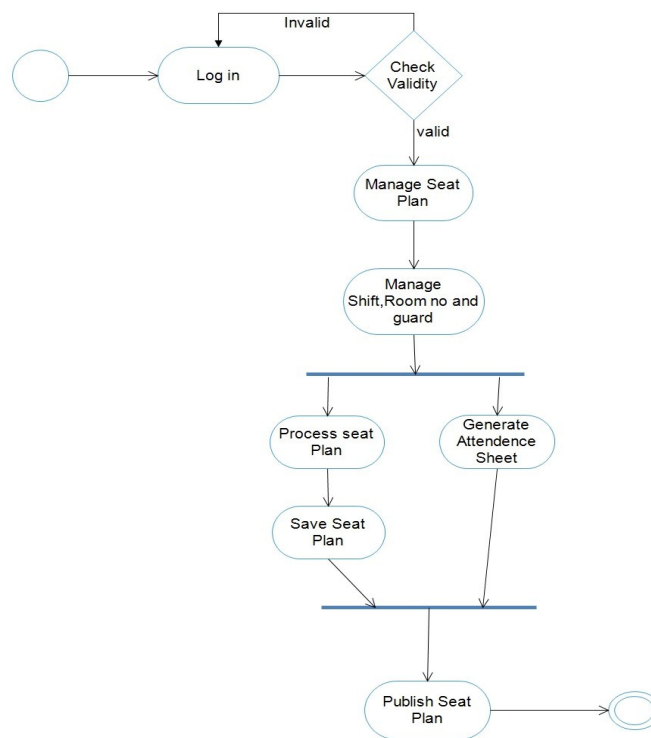 Invalid
Log in
Check
Validity
valid
Manage Seat
Plan
Manage
Shift,Room no and
guard
Process seat
Plan
Generate
Attendence
Sheet
Save Seat
Plan
Publish Seat
Plan